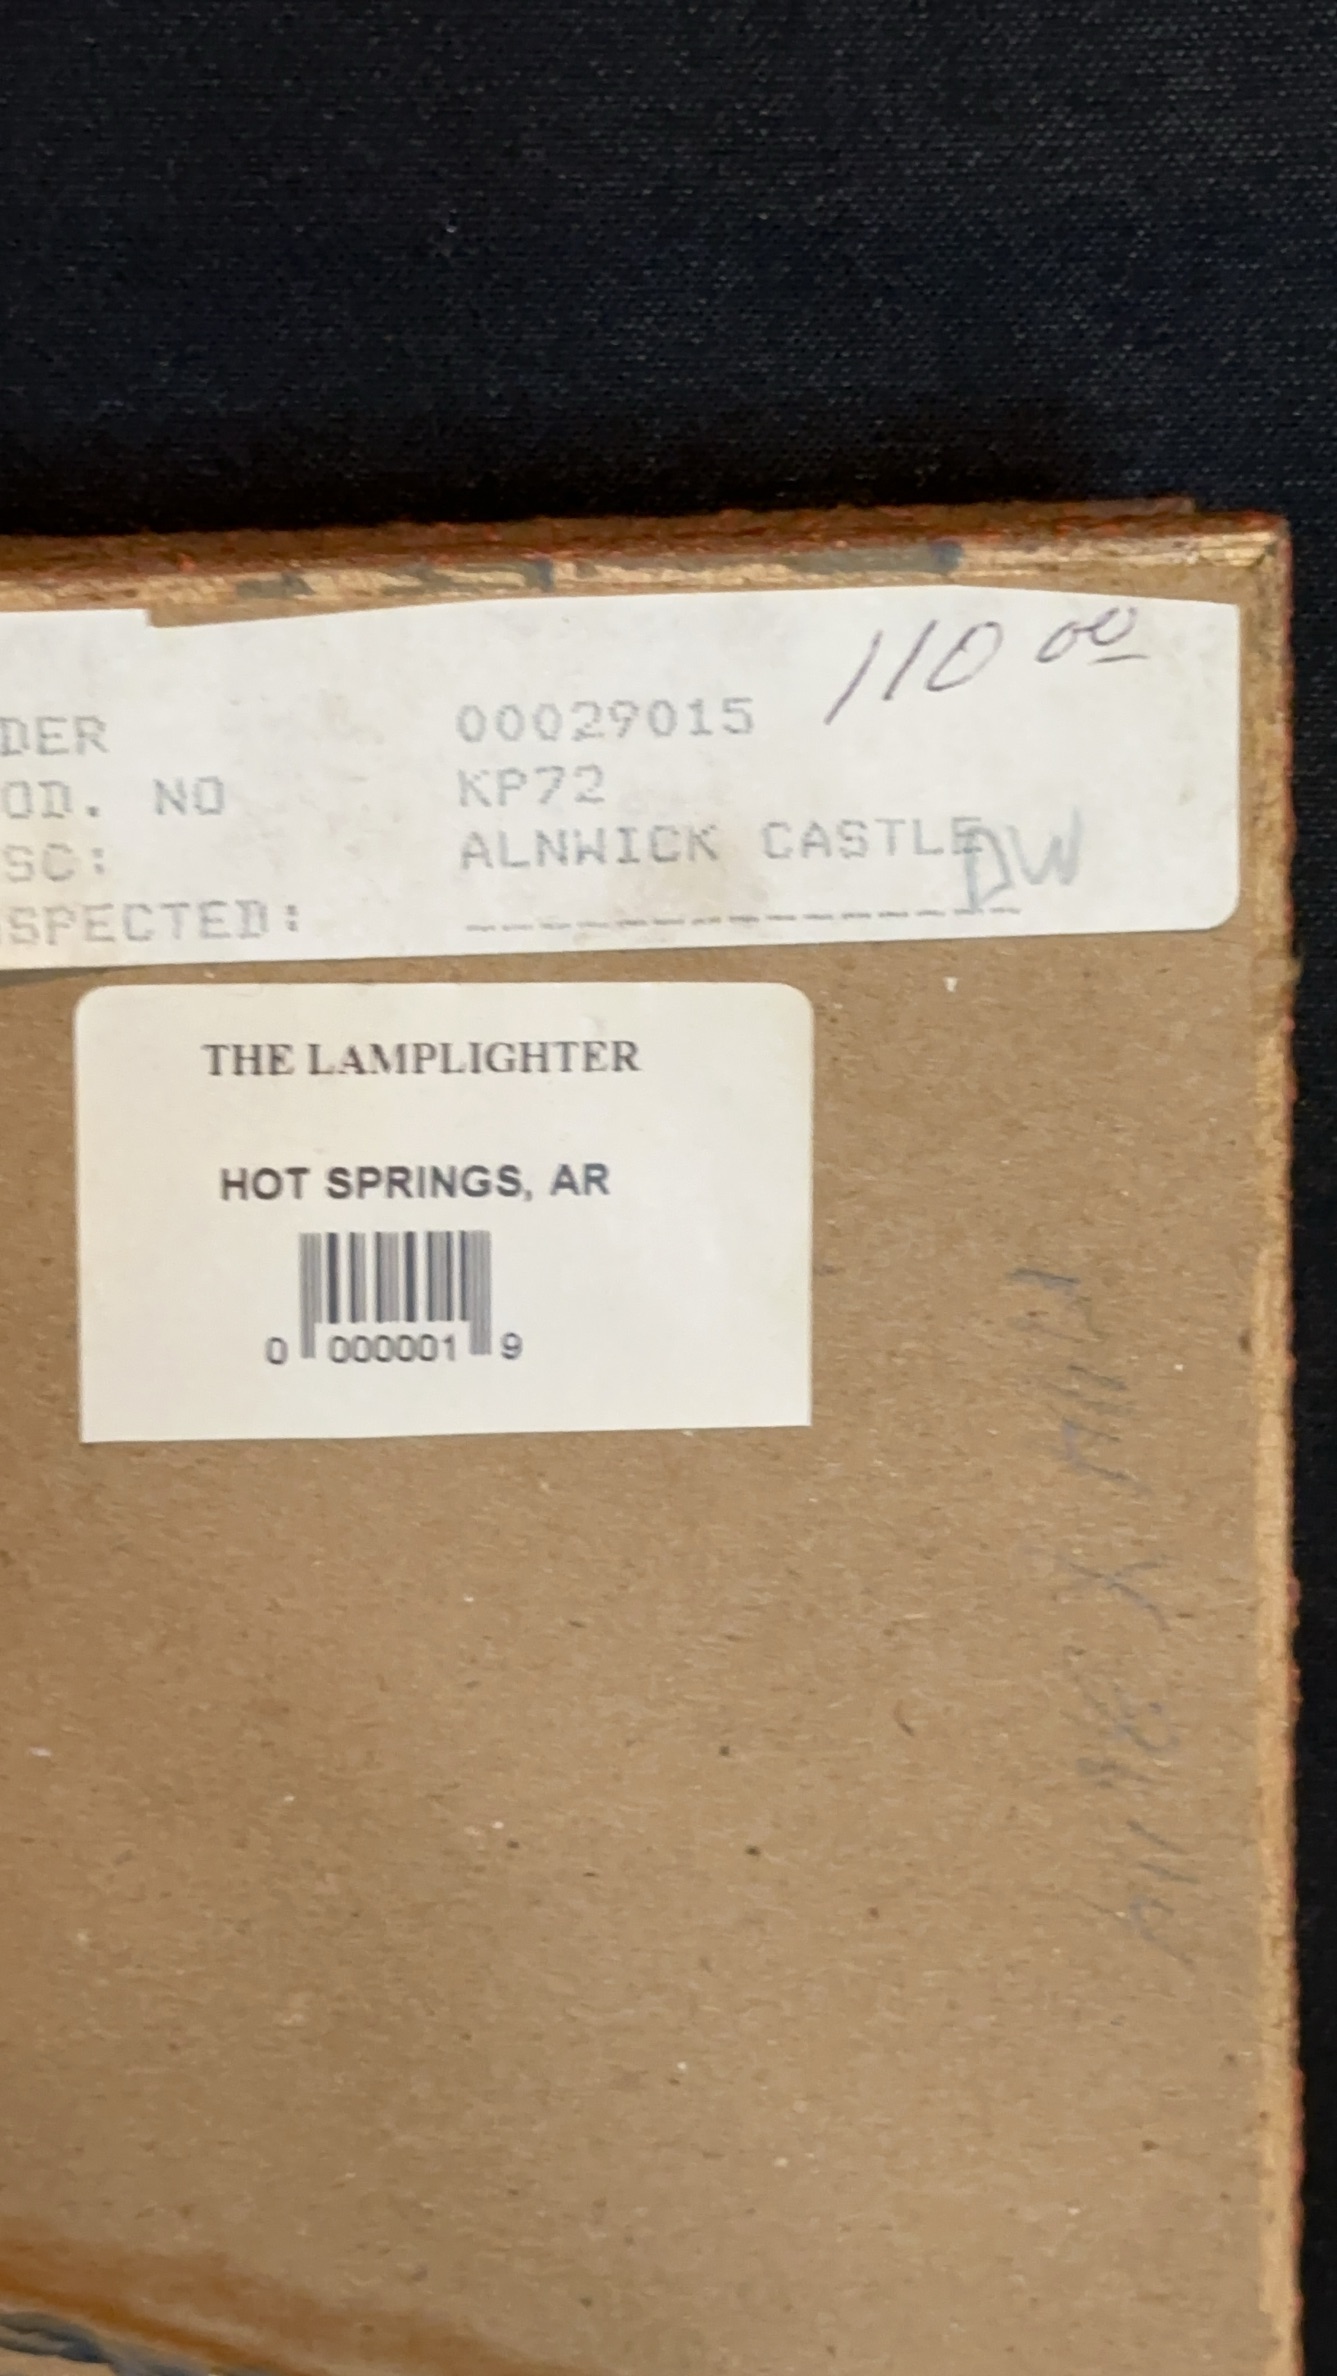 110 00
DER 00029015
OD. NO KP72
SC: ALNWICK CASTLE
SPECTED: DW
THE LAMPLIGHTER
HOT SPRINGS, AR
0 000001 9